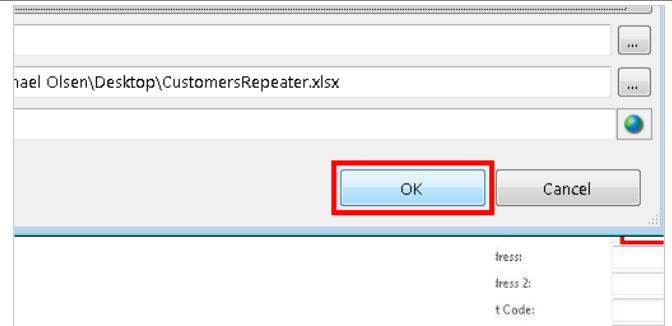 ...
hael Olsen\Desktop\CustomersRepeater.xlsx
...
OK
Cancel
dress:
dress 2:
t Code: